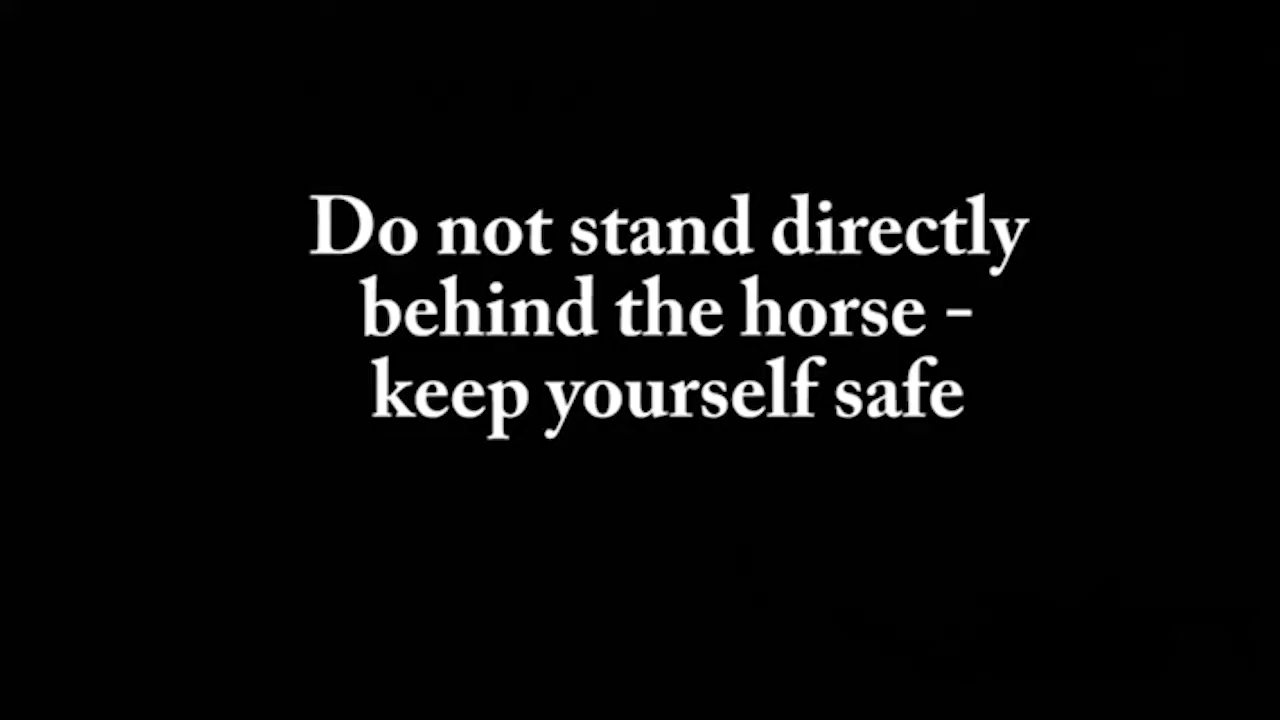 Do not stand directly
behind the horse -
keep yourself safe